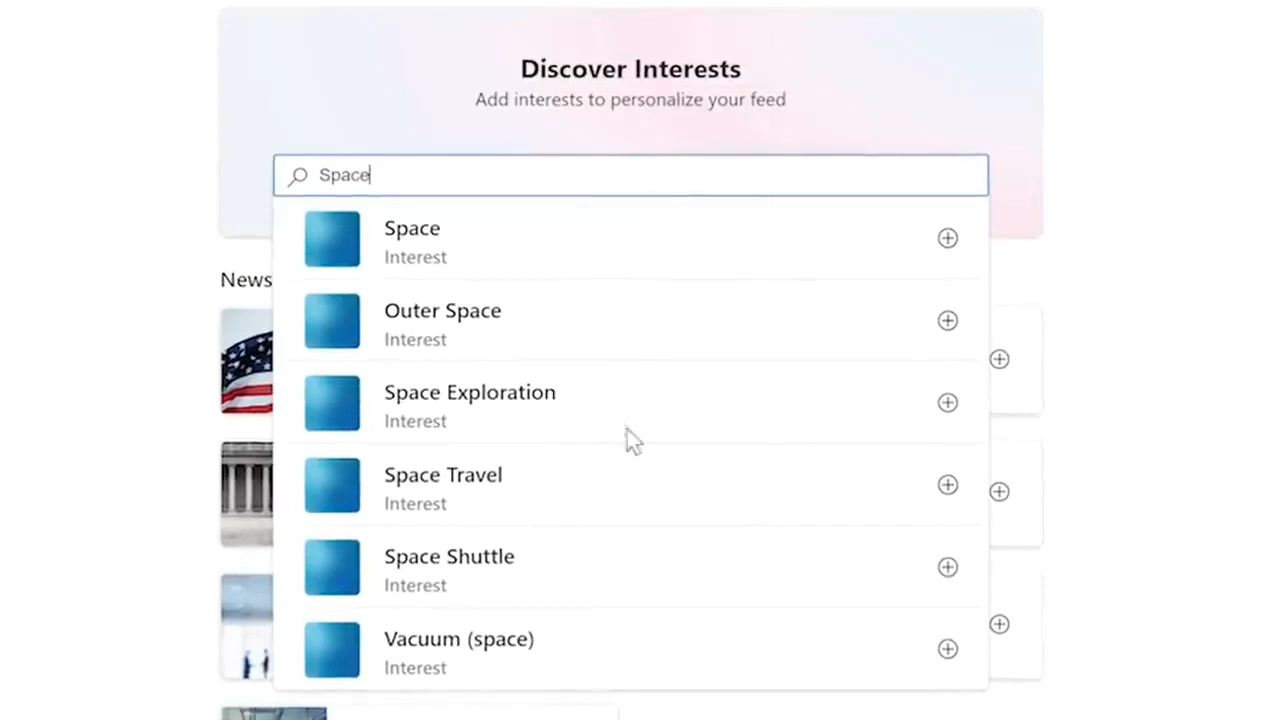 Discover Interests
Add interests to personalize your feed
Space
Space
Interest
News
Outer Space
Interest
Space Exploration
Interest
Space Travel
Interest
Space Shuttle
Interest
Vacuum (space)
Interest